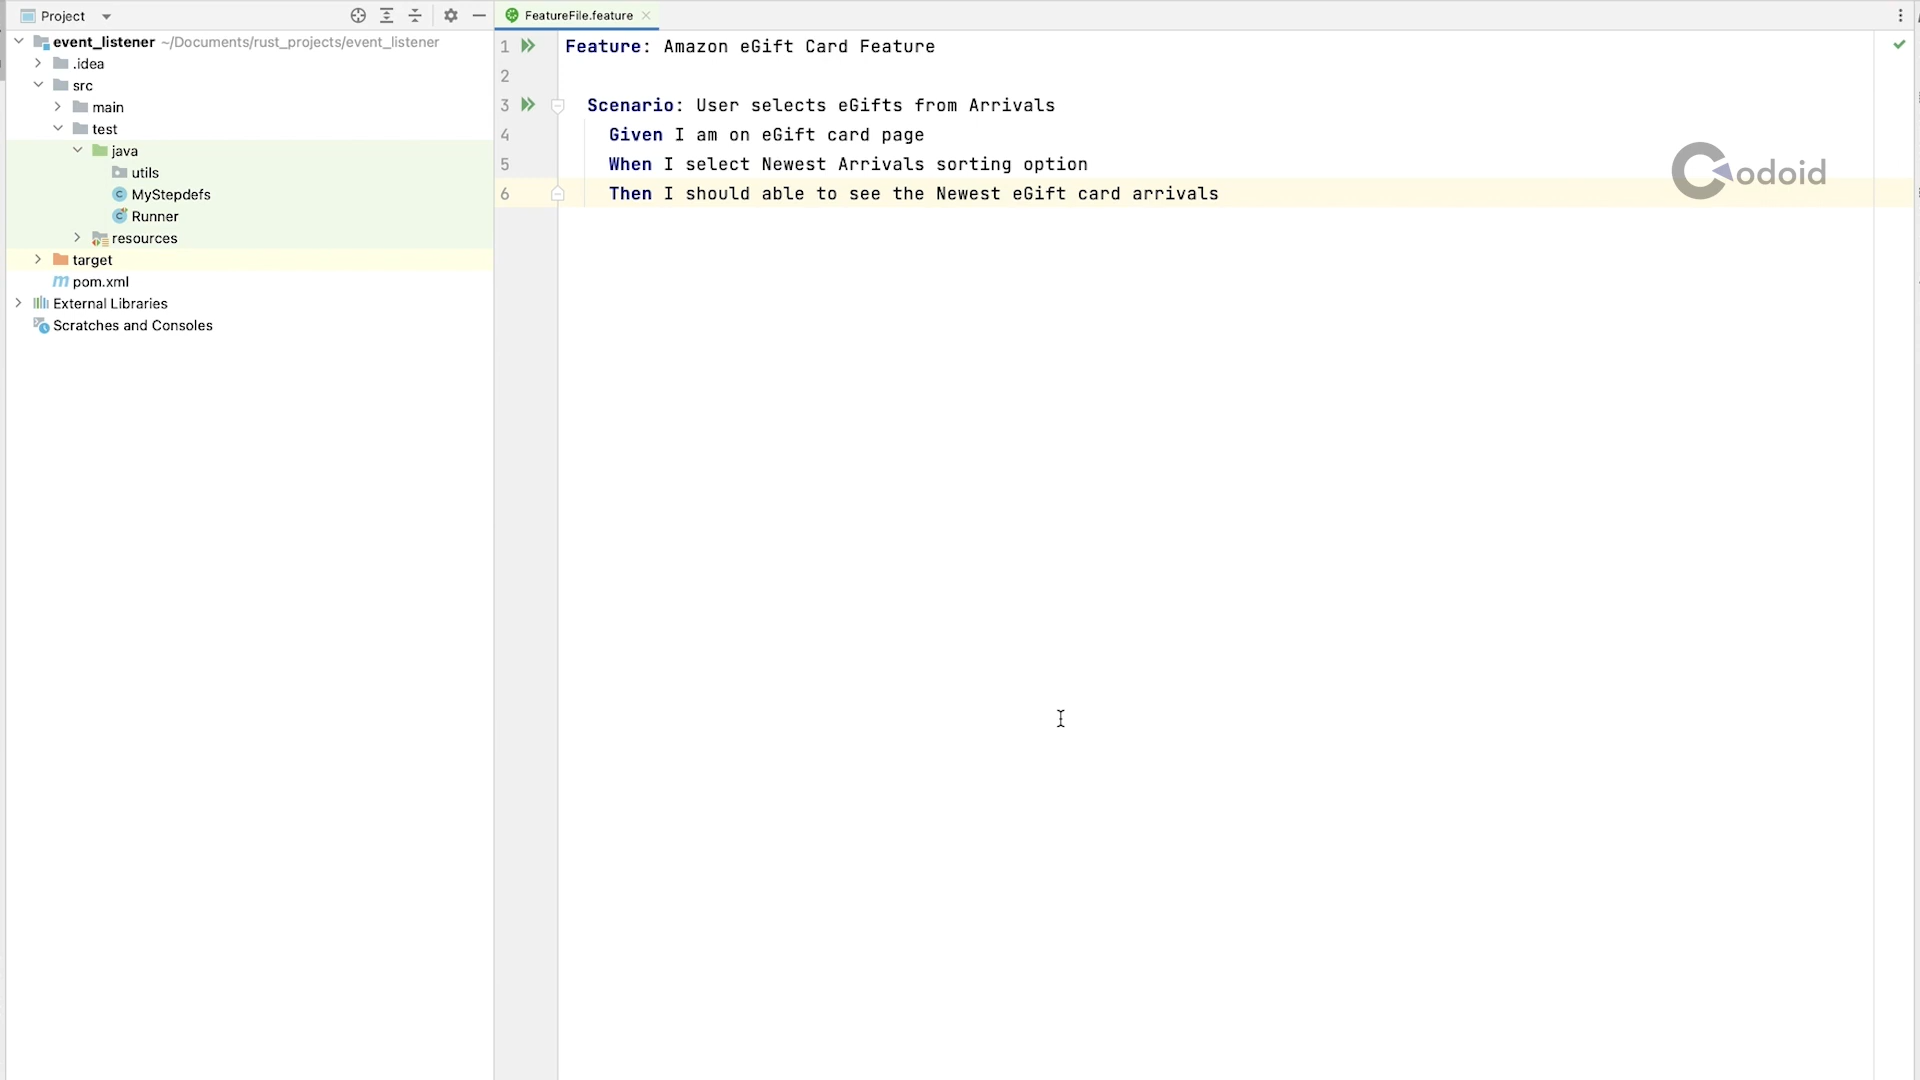 Project
event_listener ~/Documents/rust_projects/event_listener
.idea
src
main
test
java
utils
MyStepdefs
Runner
resources
target
pom.xml
External Libraries
Scratches and Consoles
FeatureFile.feature
1 Feature: Amazon eGift Card Feature
2
3 Scenario: User selects eGifts from Arrivals
4 Given I am on eGift card page
5 When I select Newest Arrivals sorting option
6 Then I should able to see the Newest eGift card arrivals
Codoid